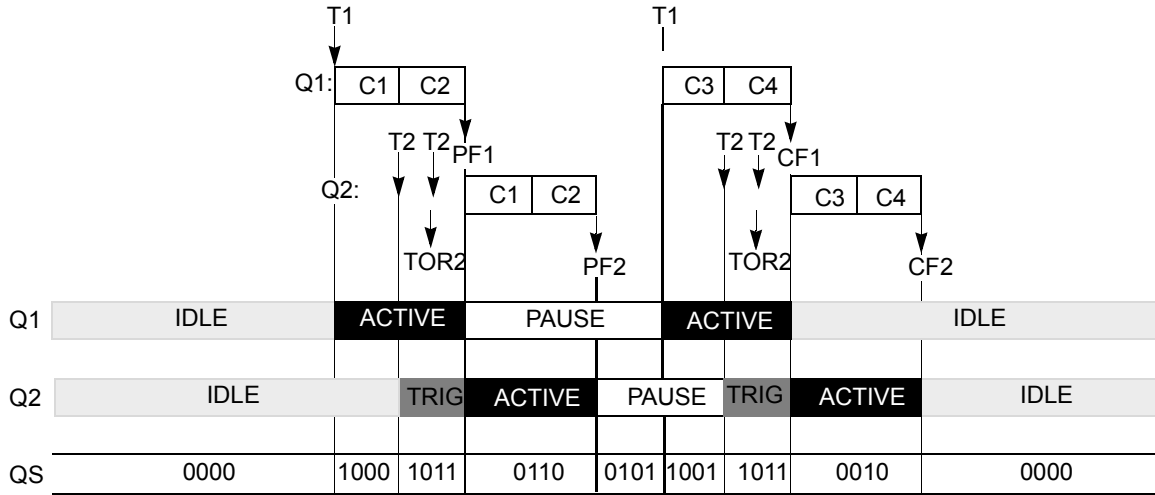 T1 T1
Q1: C1 C2 C3 C4
T2 T2 PF1 T2 T2 CF1
Q2: C1 C2 C3 C4
TOR2 PF2 TOR2 CF2
Q1 IDLE ACTIVE PAUSE ACTIVE IDLE
Q2 IDLE TRIG ACTIVE PAUSE TRIG ACTIVE IDLE
QS 0000 1000 1011 0110 0101 1001 1011 0010 0000